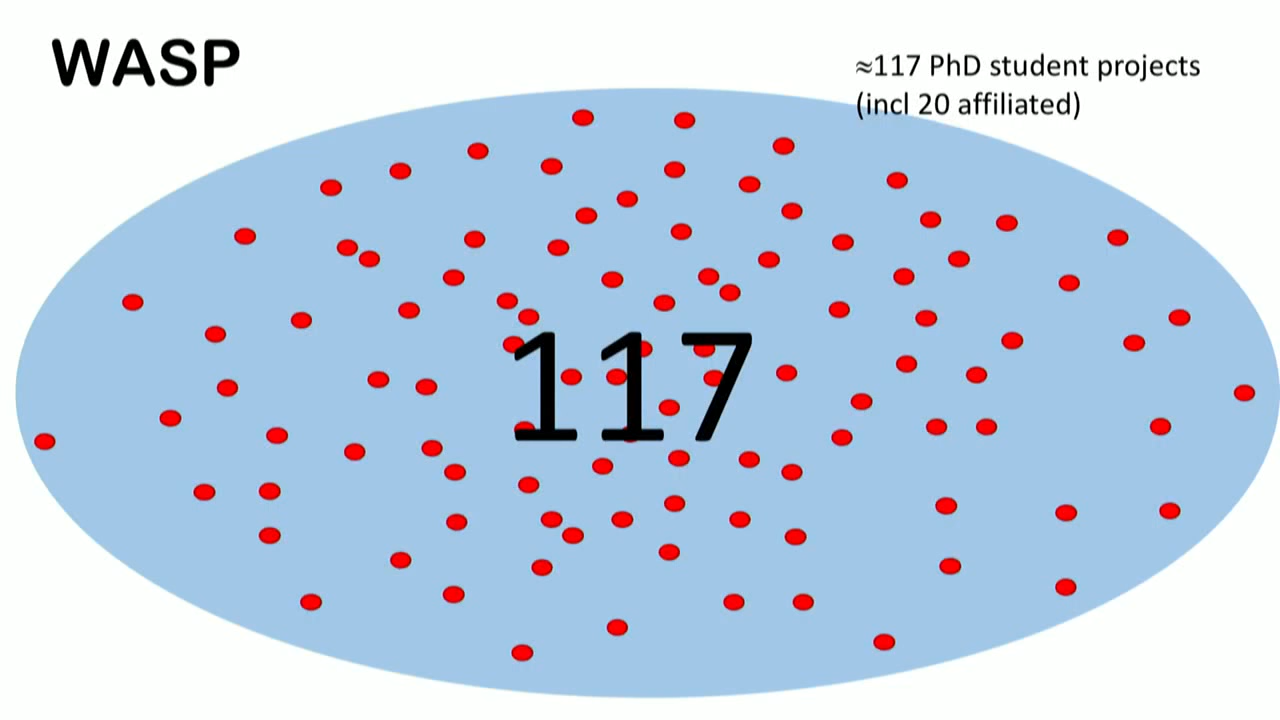 WASP
≈117 PhD student projects
(incl 20 affiliated)
117